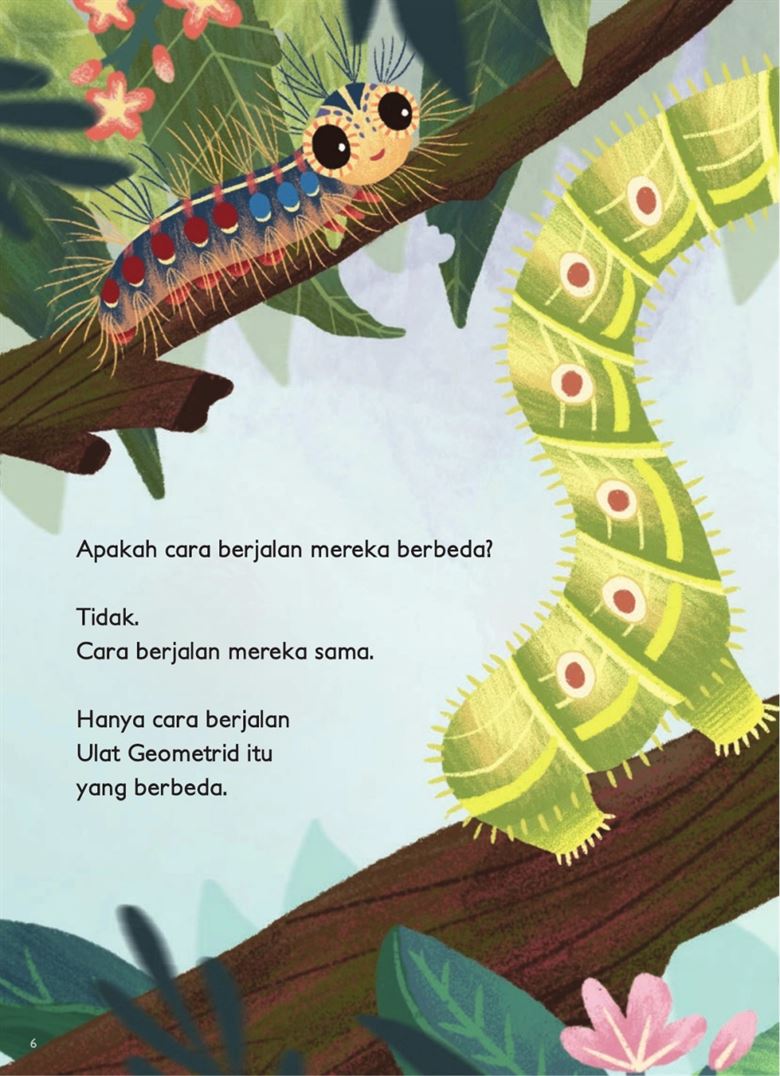 Apakah cara berjalan mereka berbeda?
Tidak.
Cara berjalan mereka sama.
Hanya cara berjalan
Ulat Geometrid itu
yang berbeda.
6